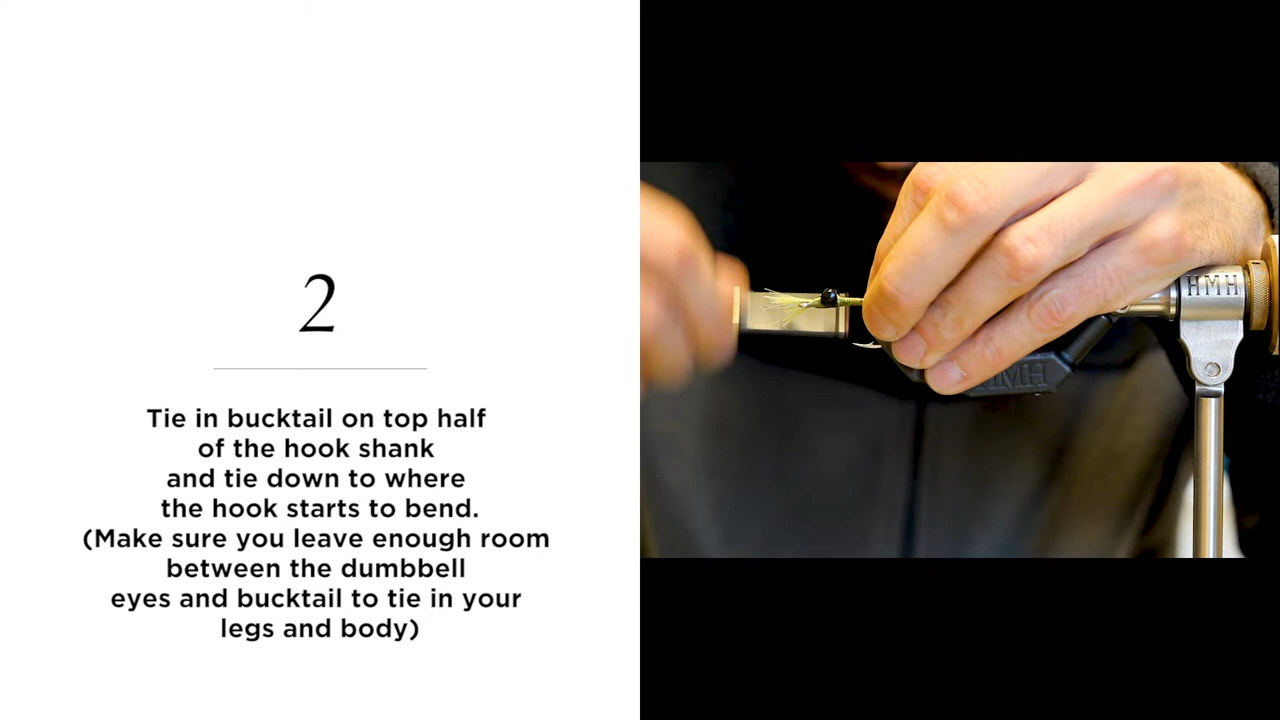 2
Tie in bucktail on top half
of the hook shank
and tie down to where
the hook starts to bend.
(Make sure you leave enough room
between the dumbbell
eyes and bucktail to tie in your
legs and body)
HMH
HMH